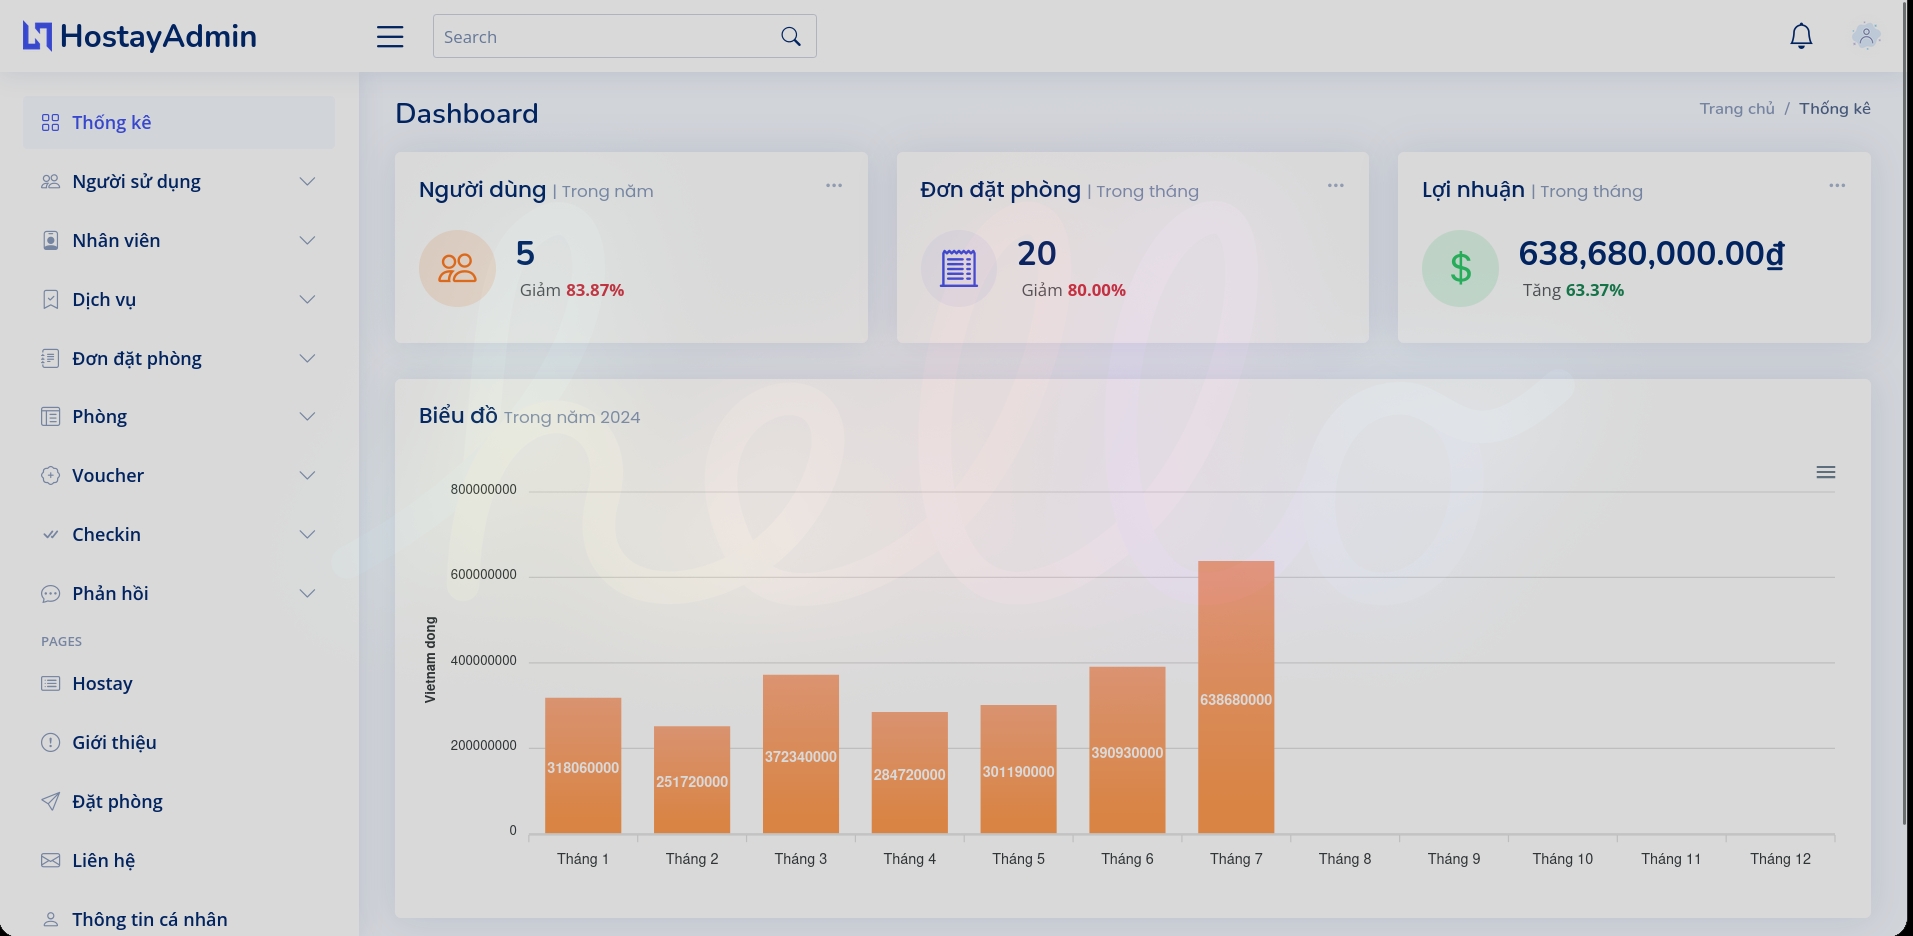 HostayAdmin
Search
Thống kê
Người sử dụng
Nhân viên
Dịch vụ
Đơn đặt phòng
Phòng
Voucher
Checkin
Phản hồi
PAGES
Hostay
Giới thiệu
Đặt phòng
Liên hệ
Thông tin cá nhân
Dashboard
Trang chủ / Thống kê
Người dùng | Trong năm
5
Giảm 83.87%
Đơn đặt phòng | Trong tháng
20
Giảm 80.00%
Lợi nhuận | Trong tháng
$
638,680,000.00₫
Tăng 63.37%
Biểu đồ Trong năm 2024
800000000
600000000
400000000
200000000
0
Vietnam dong
318060000
251720000
372340000
284720000
301190000
390930000
638680000
Tháng 1
Tháng 2
Tháng 3
Tháng 4
Tháng 5
Tháng 6
Tháng 7
Tháng 8
Tháng 9
Tháng 10
Tháng 11
Tháng 12
hello